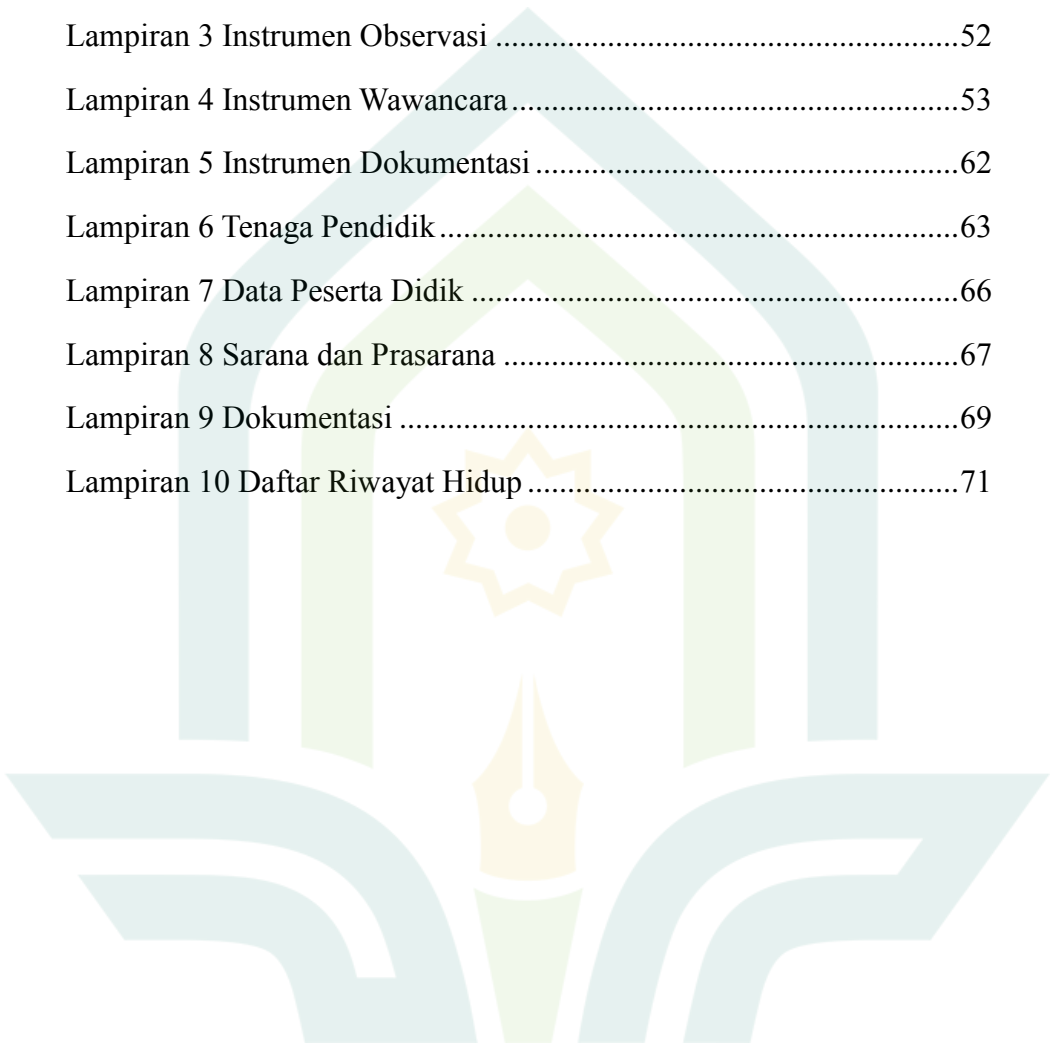 Lampiran 3 Instrumen Observasi ............................................................52
Lampiran 4 Instrumen Wawancara..........................................................53
Lampiran 5 Instrumen Dokumentasi.......................................................62
Lampiran 6 Tenaga Pendidik...................................................................63
Lampiran 7 Data Peserta Didik ...............................................................66
Lampiran 8 Sarana dan Prasarana ...........................................................67
Lampiran 9 Dokumentasi ........................................................................69
Lampiran 10 Daftar Riwayat Hidup ........................................................71